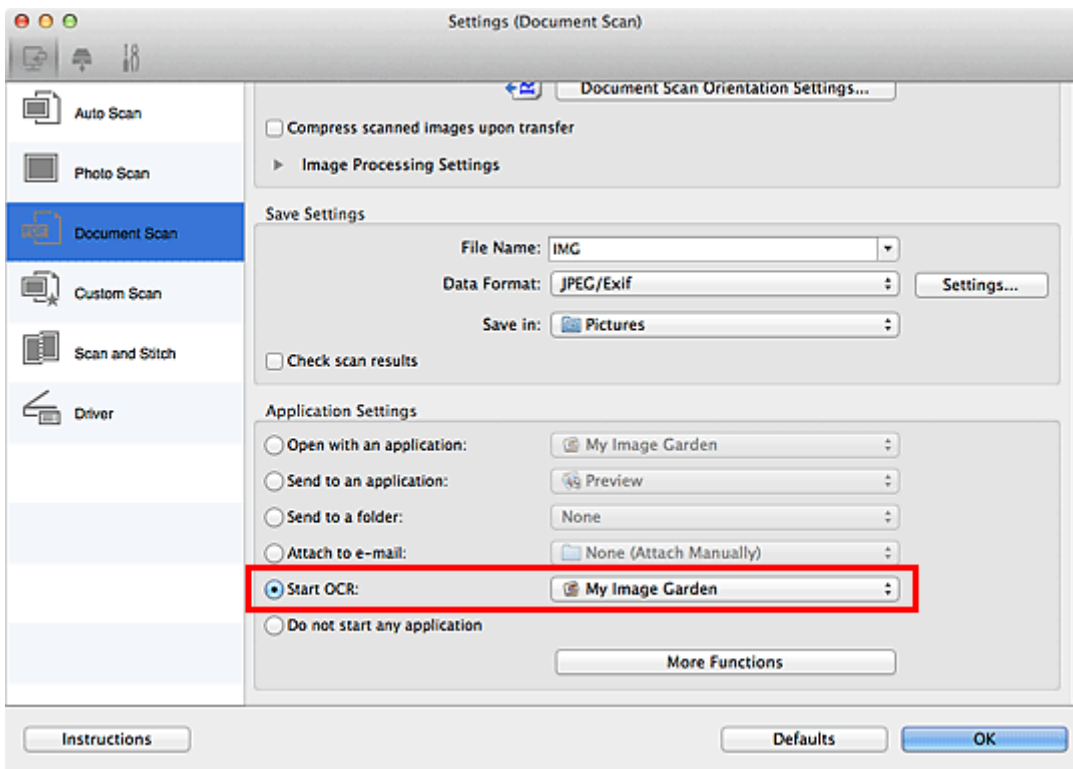 Settings (Document Scan)
Auto Scan
Photo Scan
Document Scan
Custom Scan
Scan and Stitch
Driver
Document Scan Orientation Settings...
Compress scanned images upon transfer
Image Processing Settings
Save Settings
File Name: IMG
Data Format: JPEG/Exif Settings...
Save in: Pictures
Check scan results
Application Settings
Open with an application: My Image Garden
Send to an application: Preview
Send to a folder: None
Attach to e-mail: None (Attach Manually)
Start OCR: My Image Garden
Do not start any application
More Functions
Instructions Defaults OK